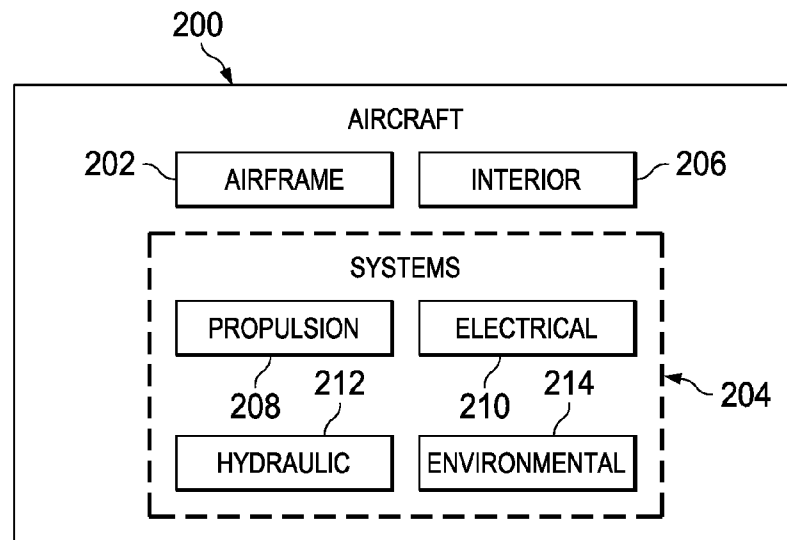 200
AIRCRAFT
202 AIRFRAME INTERIOR 206
SYSTEMS
PROPULSION ELECTRICAL
208 212 210 214 204
HYDRAULIC ENVIRONMENTAL